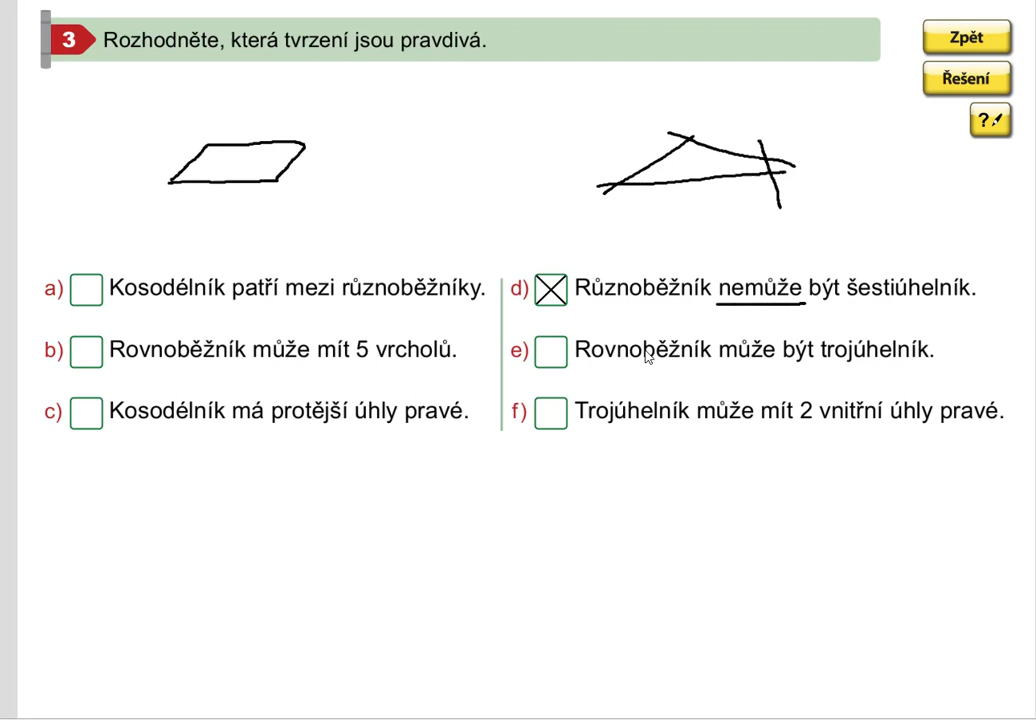 3 Rozhodněte, která tvrzení jsou pravdivá.
Zpět
Řešení
?
a) Kosodélník patří mezi různoběžníky.
b) Rovnoběžník může mít 5 vrcholů.
c) Kosodélník má protější úhly pravé.
d) Různoběžník nemůže být šestiúhelník.
e) Rovnoběžník může být trojúhelník.
f) Trojúhelník může mít 2 vnitřní úhly pravé.